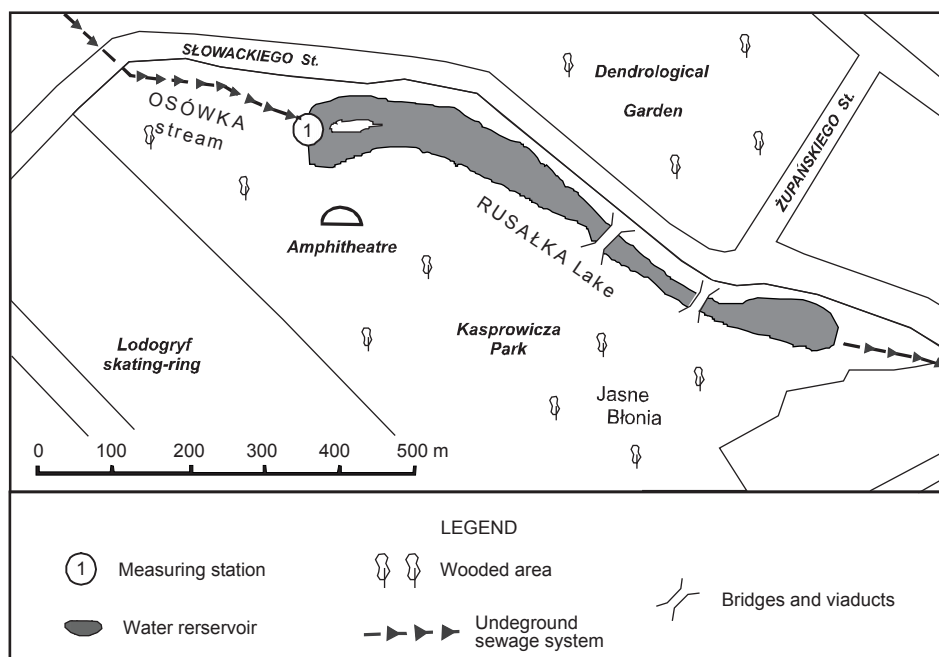 SŁOWACKIEGO St.
Dendrological
Garden
OSÓWKA
stream
1
ŻUPAŃSKIEGO St.
RUSAŁKA Lake
Amphitheatre
Kasprowicza
Park
Lodogryf
skating-ring
Jasne
Błonia
0 100 200 300 400 500 m
LEGEND
1 Measuring station
Wooded area
Bridges and viaducts
Water rerservoir
Undeground
sewage system